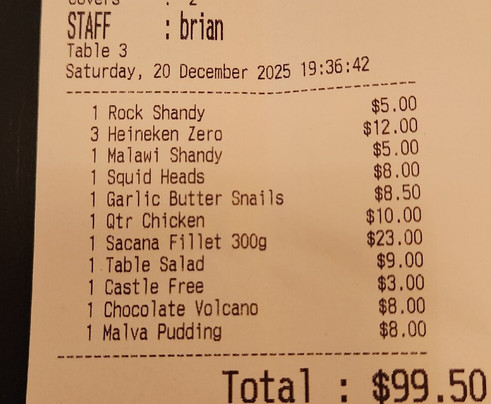 Covers : 2
STAFF : brian
Table 3
Saturday, 20 December 2025 19:36:42
1 Rock Shandy $5.00
3 Heineken Zero $12.00
1 Malawi Shandy $5.00
1 Squid Heads $8.00
1 Garlic Butter Snails $8.50
1 Qtr Chicken $10.00
1 Sacana Fillet 300g $23.00
1 Table Salad $9.00
1 Castle Free $3.00
1 Chocolate Volcano $8.00
1 Malva Pudding $8.00
Total : $99.50